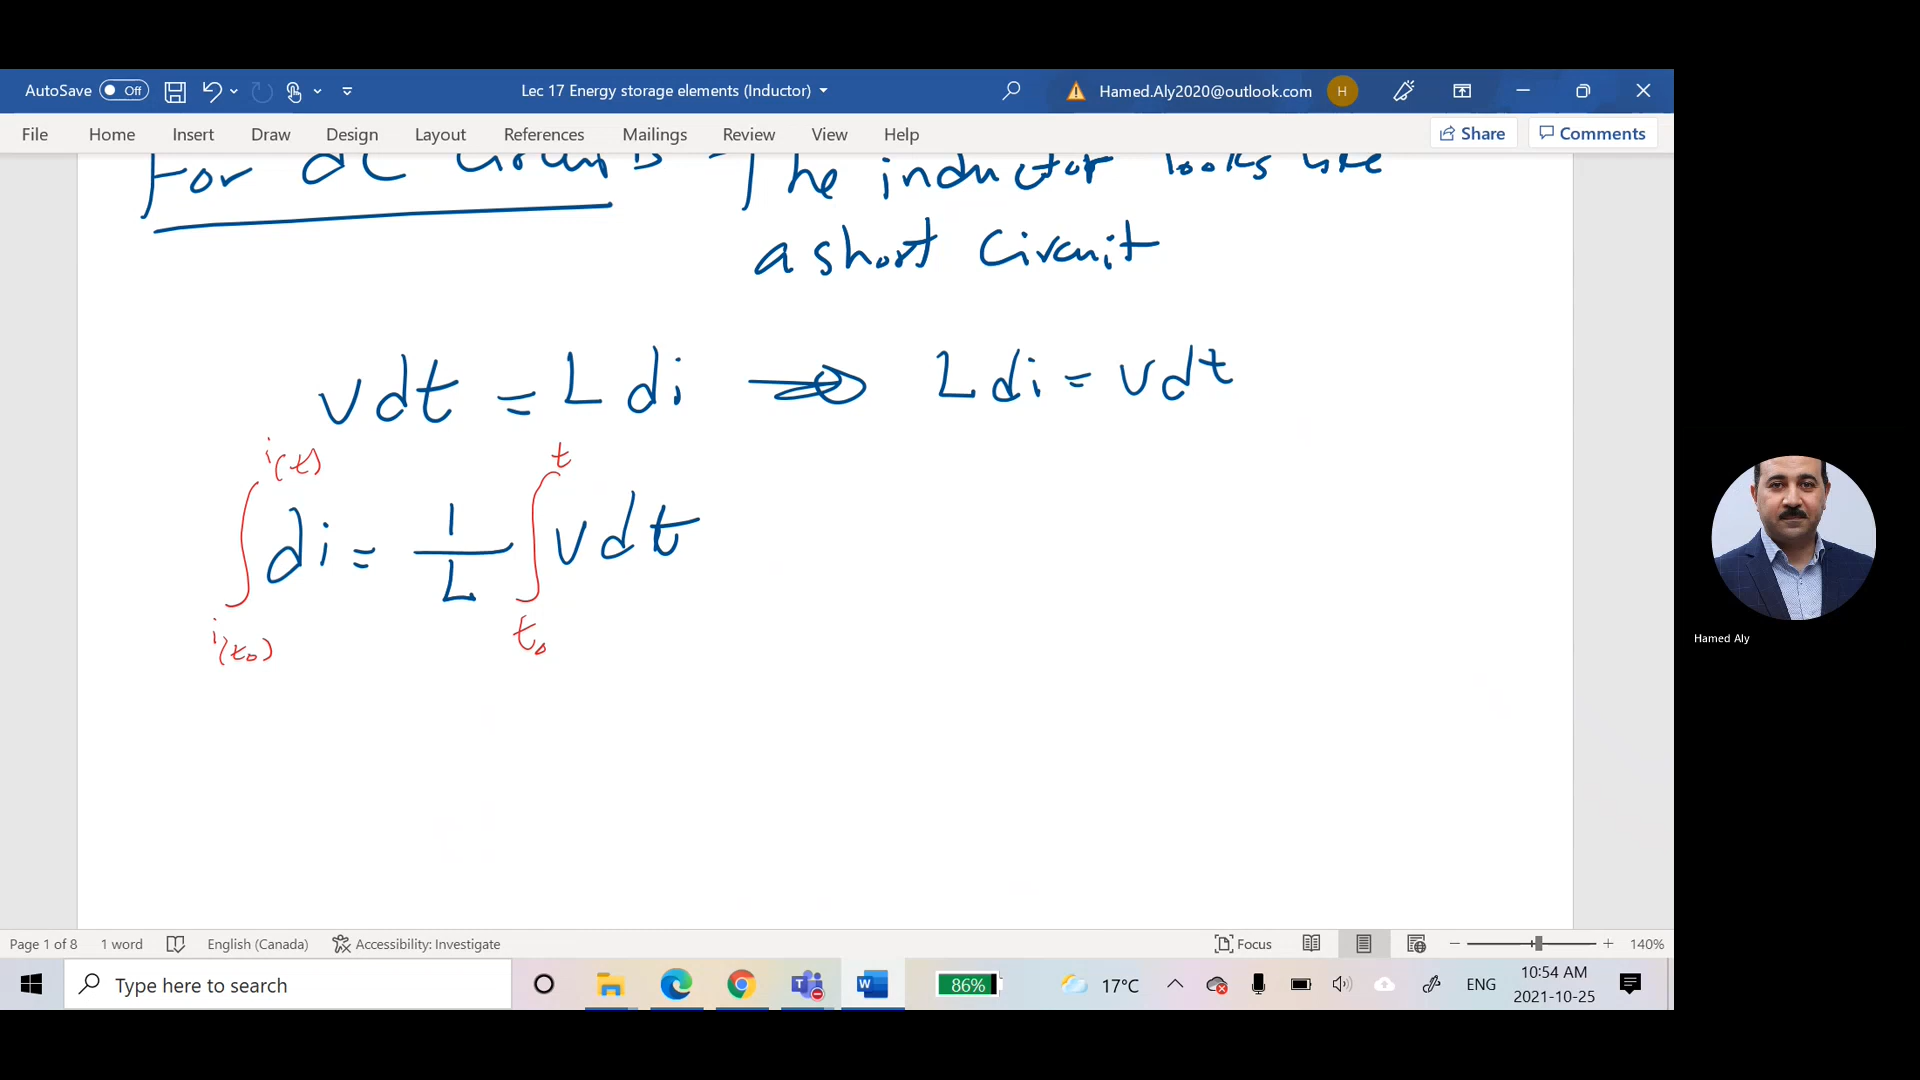 AutoSave Off Lec 17 Energy storage elements (Inductor) Hamed.Aly2020@outlook.com H
File Home Insert Draw Design Layout References Mailings Review View Help Share Comments
For dc circuits The inductor looks like
a short circuit
vdt = L di L di = vdt
i(t) t
∫ di = 1/L ∫ vdt
i(t₀) t₀
Hamed Aly
Page 1 of 8 1 word English (Canada) Accessibility: Investigate Focus 140%
Type here to search 86% 17°C ENG 10:54 AM
2021-10-25